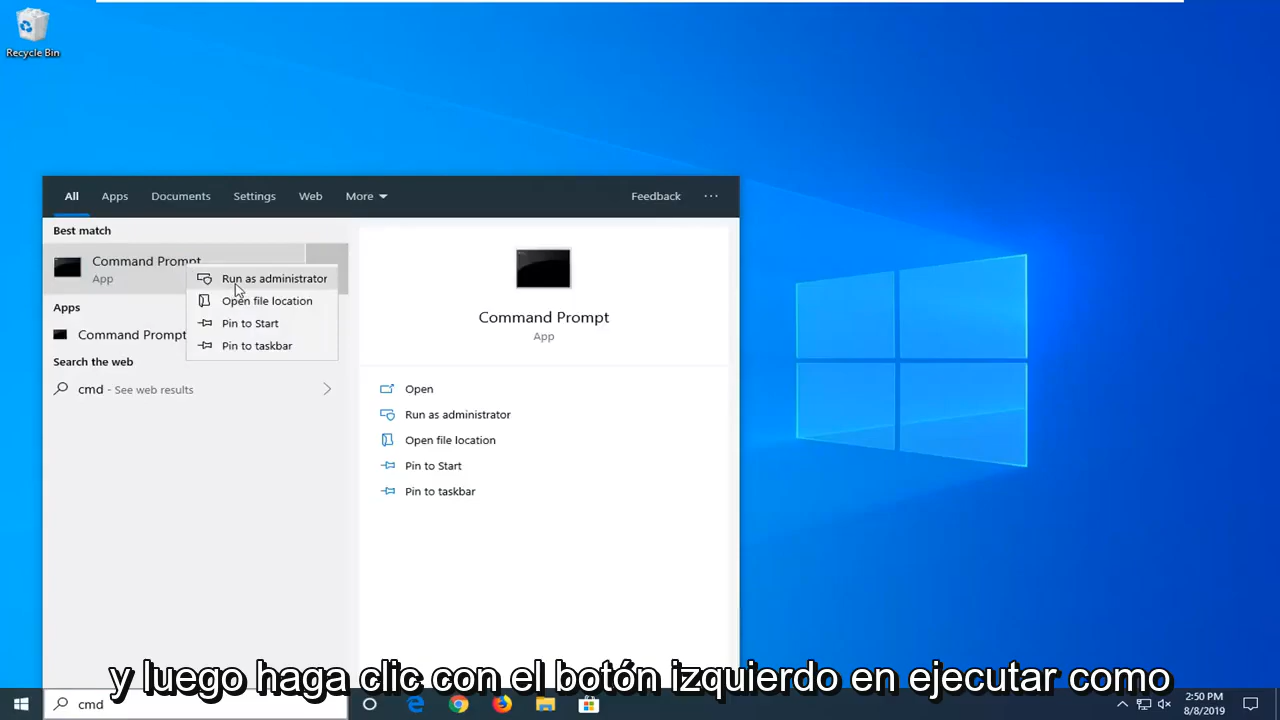 Recycle Bin
All Apps Documents Settings Web More Feedback ...
Best match
Command Prompt
App
Run as administrator
Open file location
Pin to Start
Pin to taskbar
Apps
Command Prompt
Search the web
cmd - See web results
Command Prompt
App
Open
Run as administrator
Open file location
Pin to Start
Pin to taskbar
y luego haga clic con el botón izquierdo en ejecutar como
cmd
2:50 PM
8/8/2019